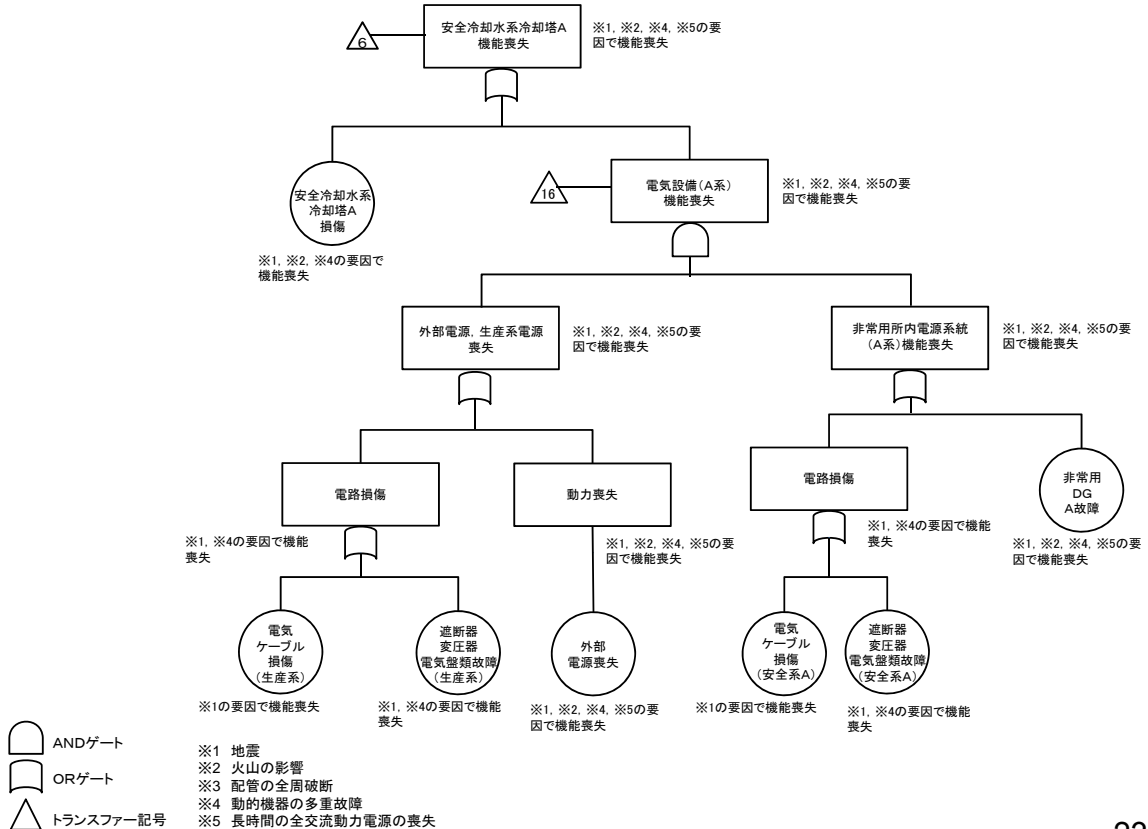 安全冷却水系冷却塔A
機能喪失
※1, ※2, ※4, ※5の要
因で機能喪失
6
安全冷却水系
冷却塔A
損傷
※1, ※2, ※4の要因で
機能喪失
16
電気設備(A系)
機能喪失
※1, ※2, ※4, ※5の要
因で機能喪失
外部電源, 生産系電源
喪失
※1, ※2, ※4, ※5の要
因で機能喪失
非常用所内電源系統
(A系)機能喪失
※1, ※2, ※4, ※5の要
因で機能喪失
電路損傷
※1, ※4の要因で機能
喪失
動力喪失
※1, ※2, ※4, ※5の要
因で機能喪失
電路損傷
※1, ※4の要因で機能
喪失
非常用
DG
A故障
※1, ※2, ※4, ※5の要
因で機能喪失
電気
ケーブル
損傷
(生産系)
※1の要因で機能喪失
遮断器
変圧器
電気盤類故障
(生産系)
※1, ※4の要因で機能
喪失
外部
電源喪失
※1, ※2, ※4, ※5の要
因で機能喪失
電気
ケーブル
損傷
(安全系A)
※1の要因で機能喪失
遮断器
変圧器
電気盤類故障
(安全系A)
※1, ※4の要因で機能
喪失
ANDゲート
ORゲート
トランスファー記号
※1 地震
※2 火山の影響
※3 配管の全周破断
※4 動的機器の多重故障
※5 長時間の全交流動力電源の喪失